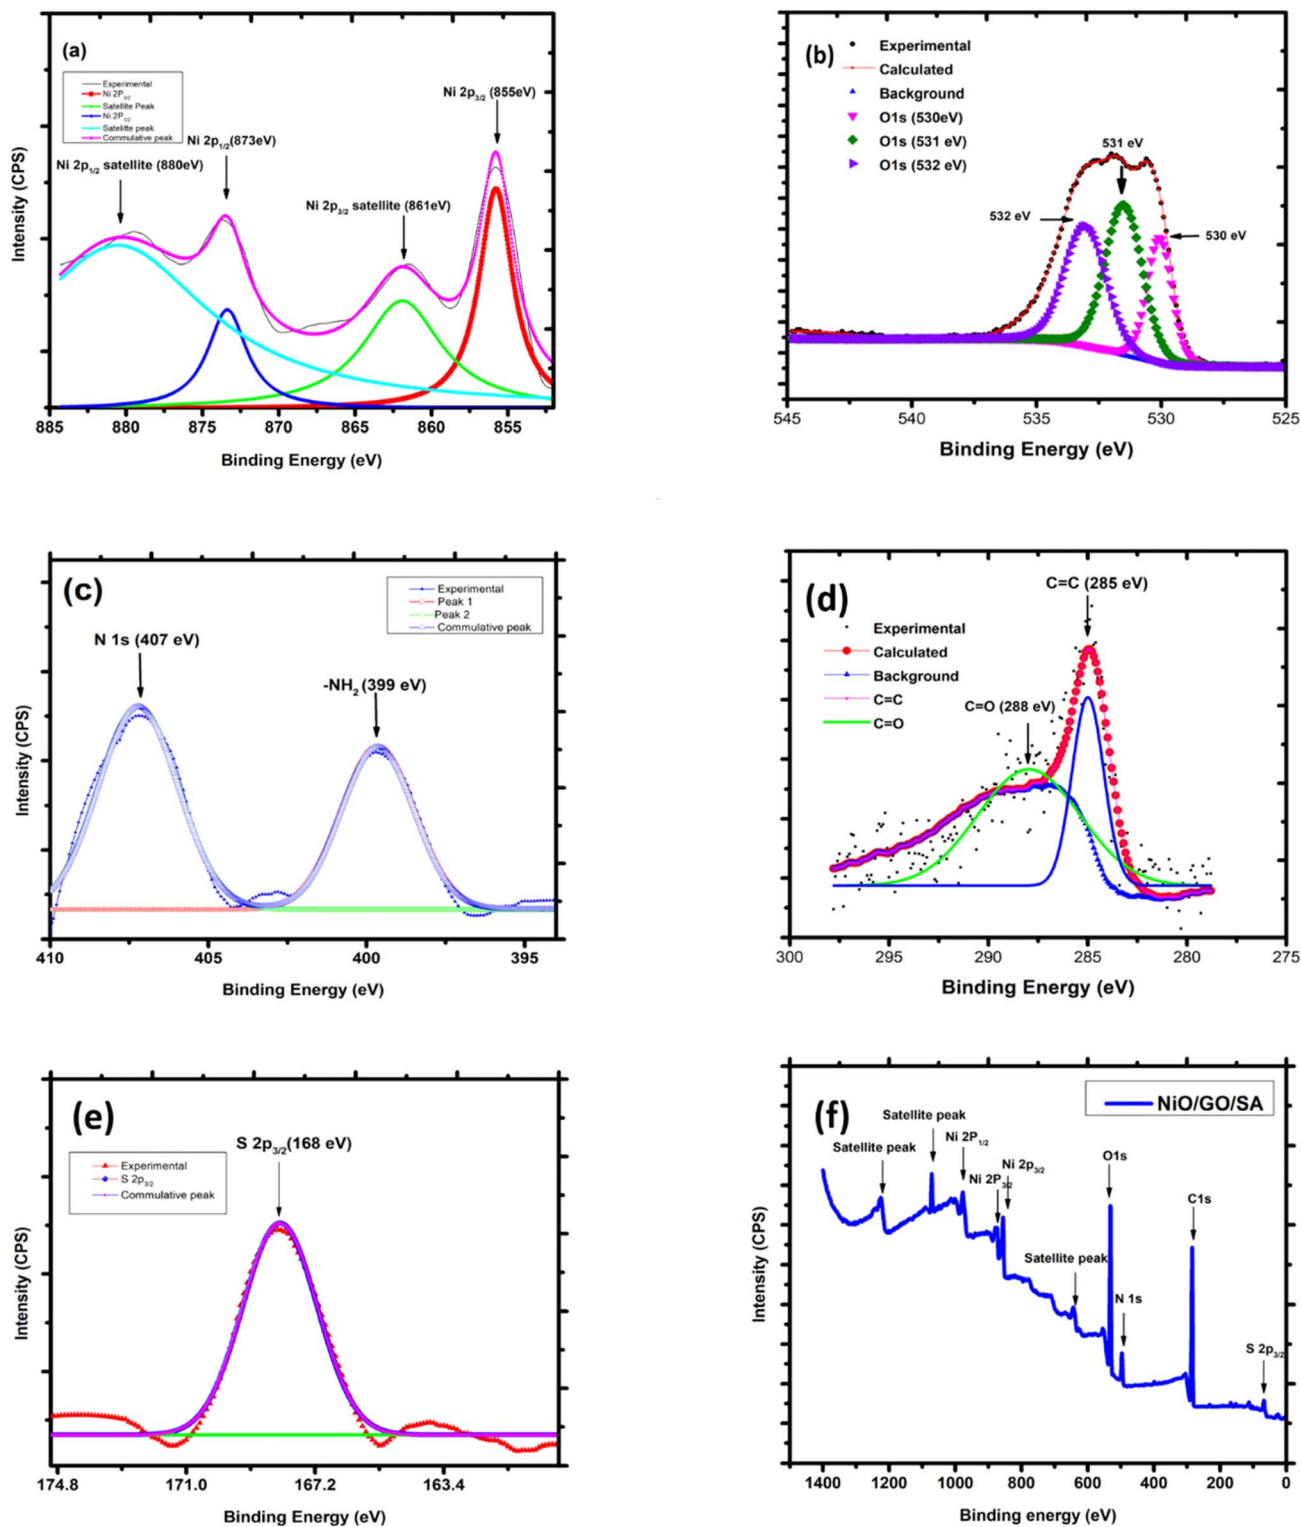 (a)
Experimental
Ni 2P3/2
Satellite Peak
Ni 2P1/2
Satelitte peak
Commulative peak
Ni 2p3/2 (855eV)
Ni 2p1/2(873eV)
Ni 2p1/2 satellite (880eV)
Ni 2p3/2 satellite (861eV)
Intensity (CPS)
885 880 875 870 865 860 855
Binding Energy (eV)
(b)
Experimental
Calculated
Background
O1s (530eV)
O1s (531 eV)
O1s (532 eV)
531 eV
532 eV
530 eV
545 540 535 530 525
Binding Energy (eV)
(c)
Experimental
Peak 1
Peak 2
Commulative peak
N 1s (407 eV)
-NH2 (399 eV)
Intensity (CPS)
410 405 400 395
Binding Energy (eV)
(d)
C=C (285 eV)
Experimental
Calculated
Background
C=C
C=O
C=O (288 eV)
300 295 290 285 280 275
Binding Energy (eV)
(e)
S 2p3/2(168 eV)
Experimental
S 2p3/2
Commulative peak
Intensity (CPS)
174.8 171.0 167.2 163.4
Binding Energy (eV)
(f)
NiO/GO/SA
Satellite peak
Satellite peak
Ni 2P1/2
Ni 2p3/2
Ni 2P3/2
O1s
C1s
Satellite peak
N 1s
S 2p3/2
Intensity (CPS)
1400 1200 1000 800 600 400 200 0
Binding energy (eV)